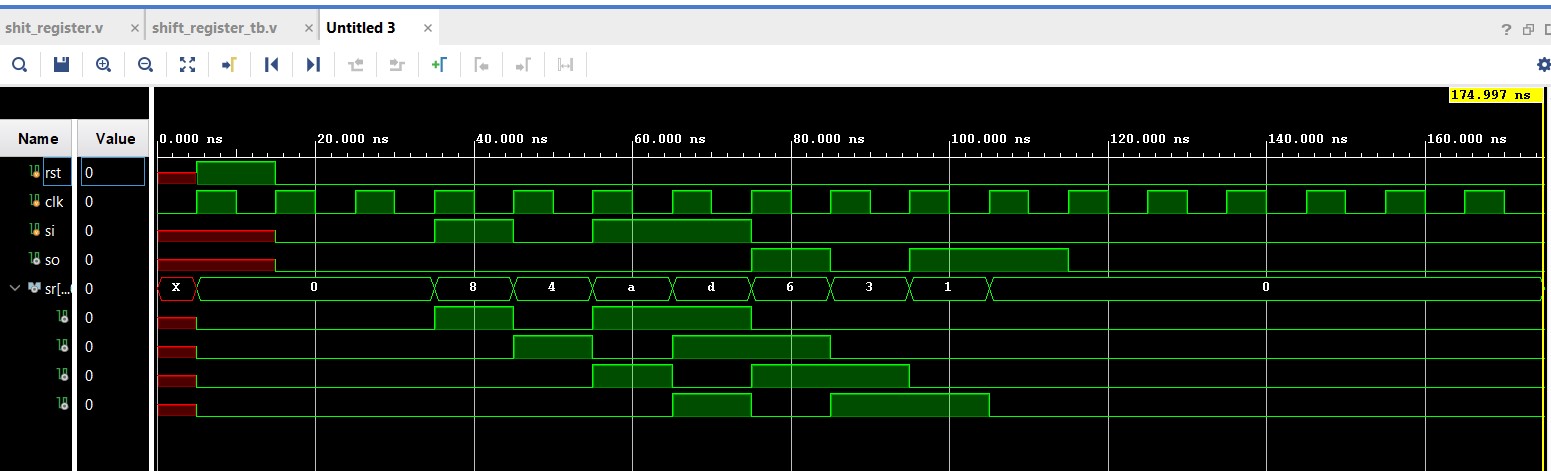 shit_register.v × shift_register_tb.v × Untitled 3 ×
?
174.997 ns
Name Value 0.000 ns 20.000 ns 40.000 ns 60.000 ns 80.000 ns 100.000 ns 120.000 ns 140.000 ns 160.000 ns
rst 0
clk 0
si 0
so 0
sr[... 0 X 0 8 4 a d 6 3 1 0
0
0
0
0